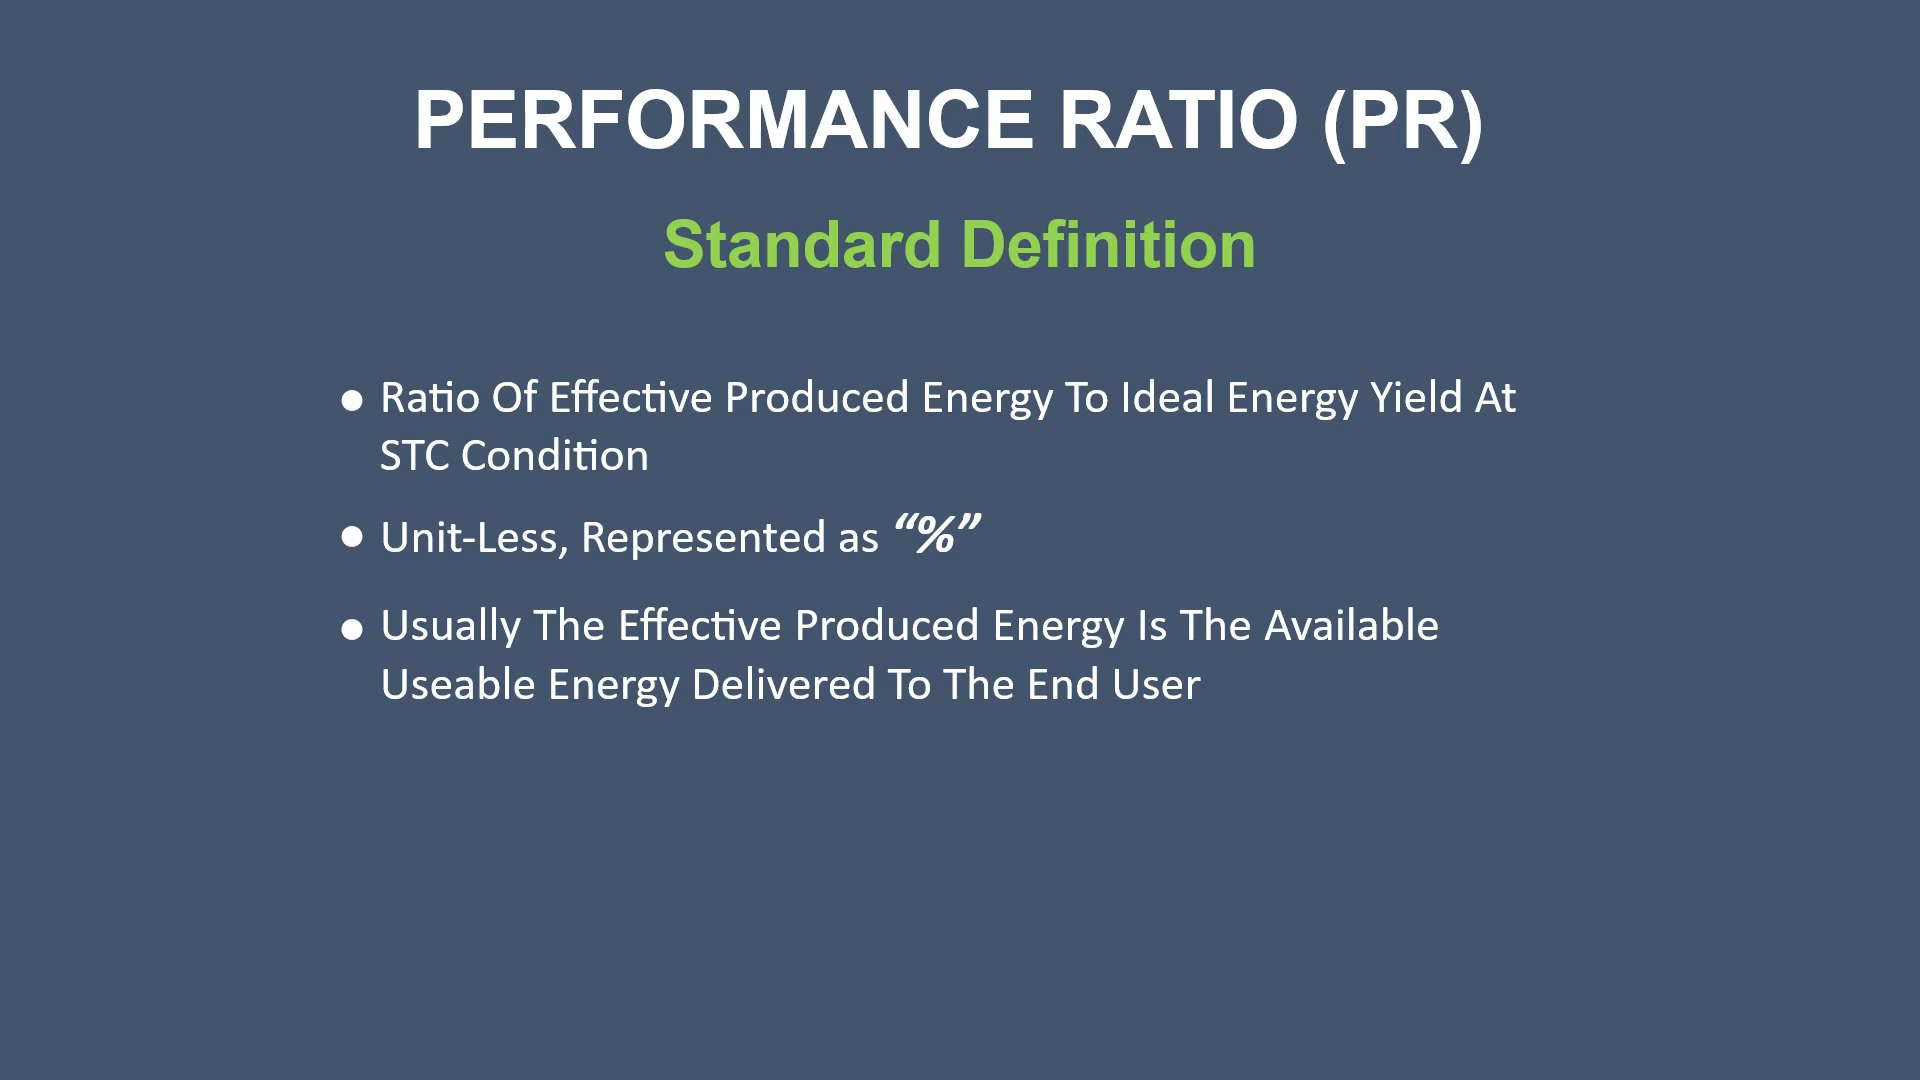 PERFORMANCE RATIO (PR)
Standard Definition
• Ratio Of Effective Produced Energy To Ideal Energy Yield At
STC Condition
• Unit-Less, Represented as “%”
• Usually The Effective Produced Energy Is The Available
Useable Energy Delivered To The End User